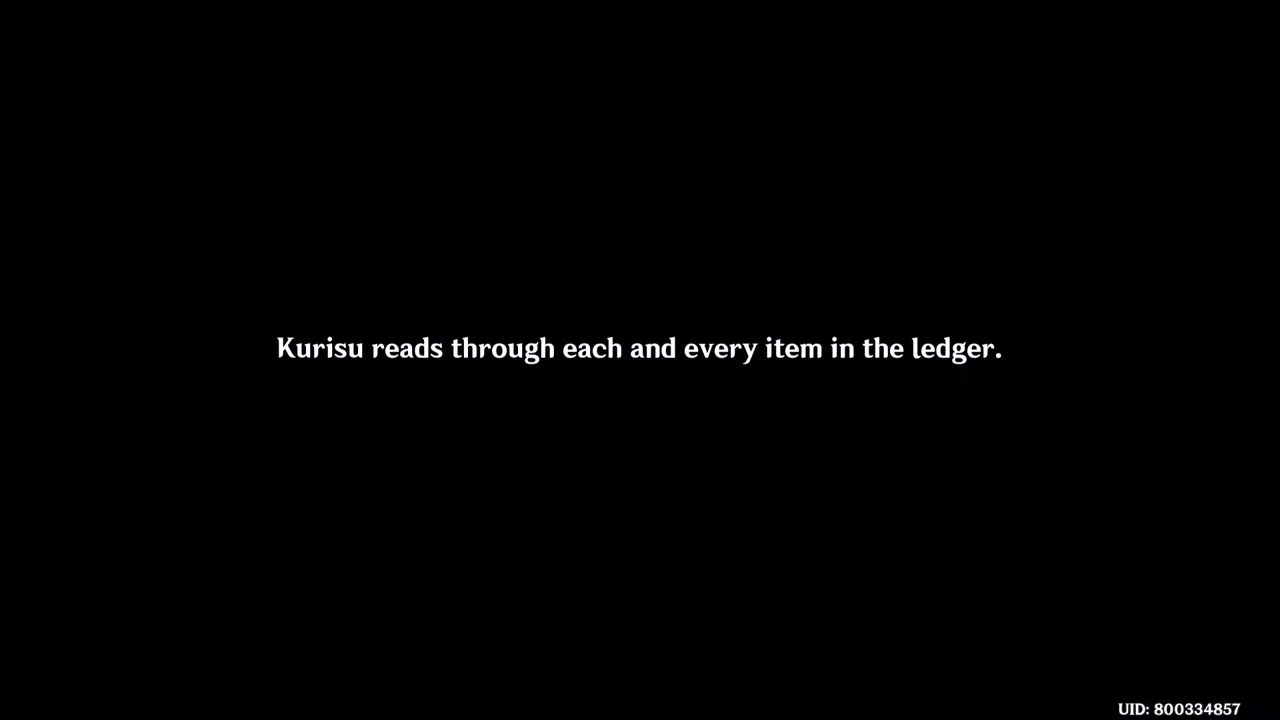 Kurisu reads through each and every item in the ledger.
UID: 800334857